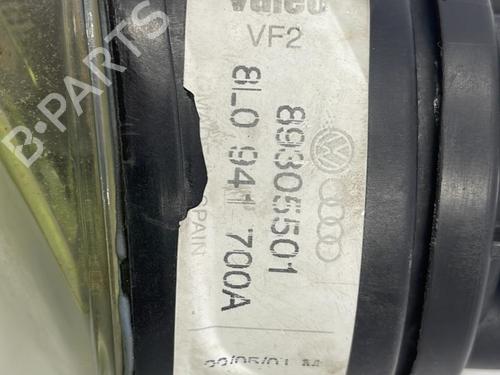 Valeo
VF2
89305501
8L0 941 700A
SPAIN
B-PARTS